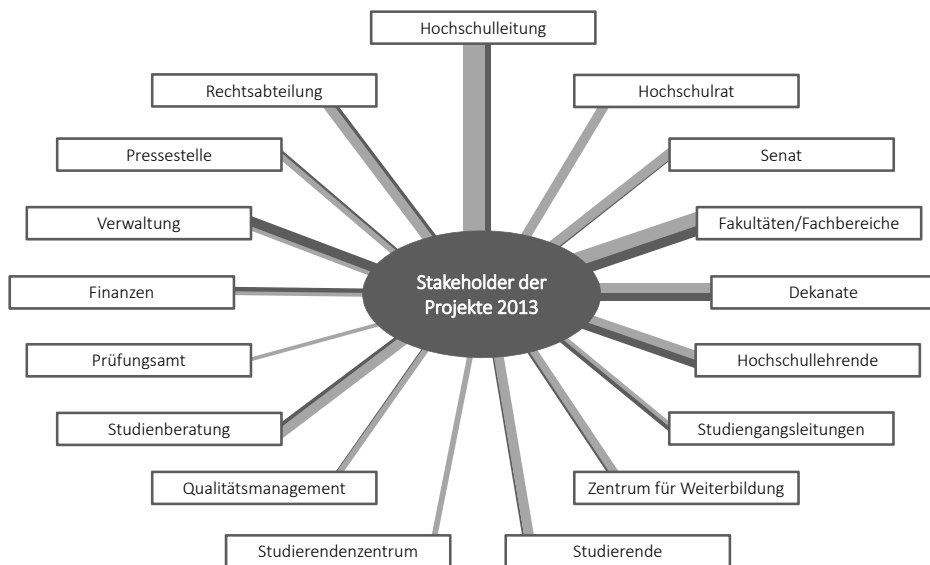 Hochschulleitung
Rechtsabteilung
Hochschulrat
Pressestelle
Senat
Verwaltung
Fakultäten/Fachbereiche
Stakeholder der
Projekte 2013
Finanzen
Dekanate
Prüfungsamt
Hochschullehrende
Studienberatung
Studiengangsleitungen
Qualitätsmanagement
Zentrum für Weiterbildung
Studierendenzentrum
Studierende